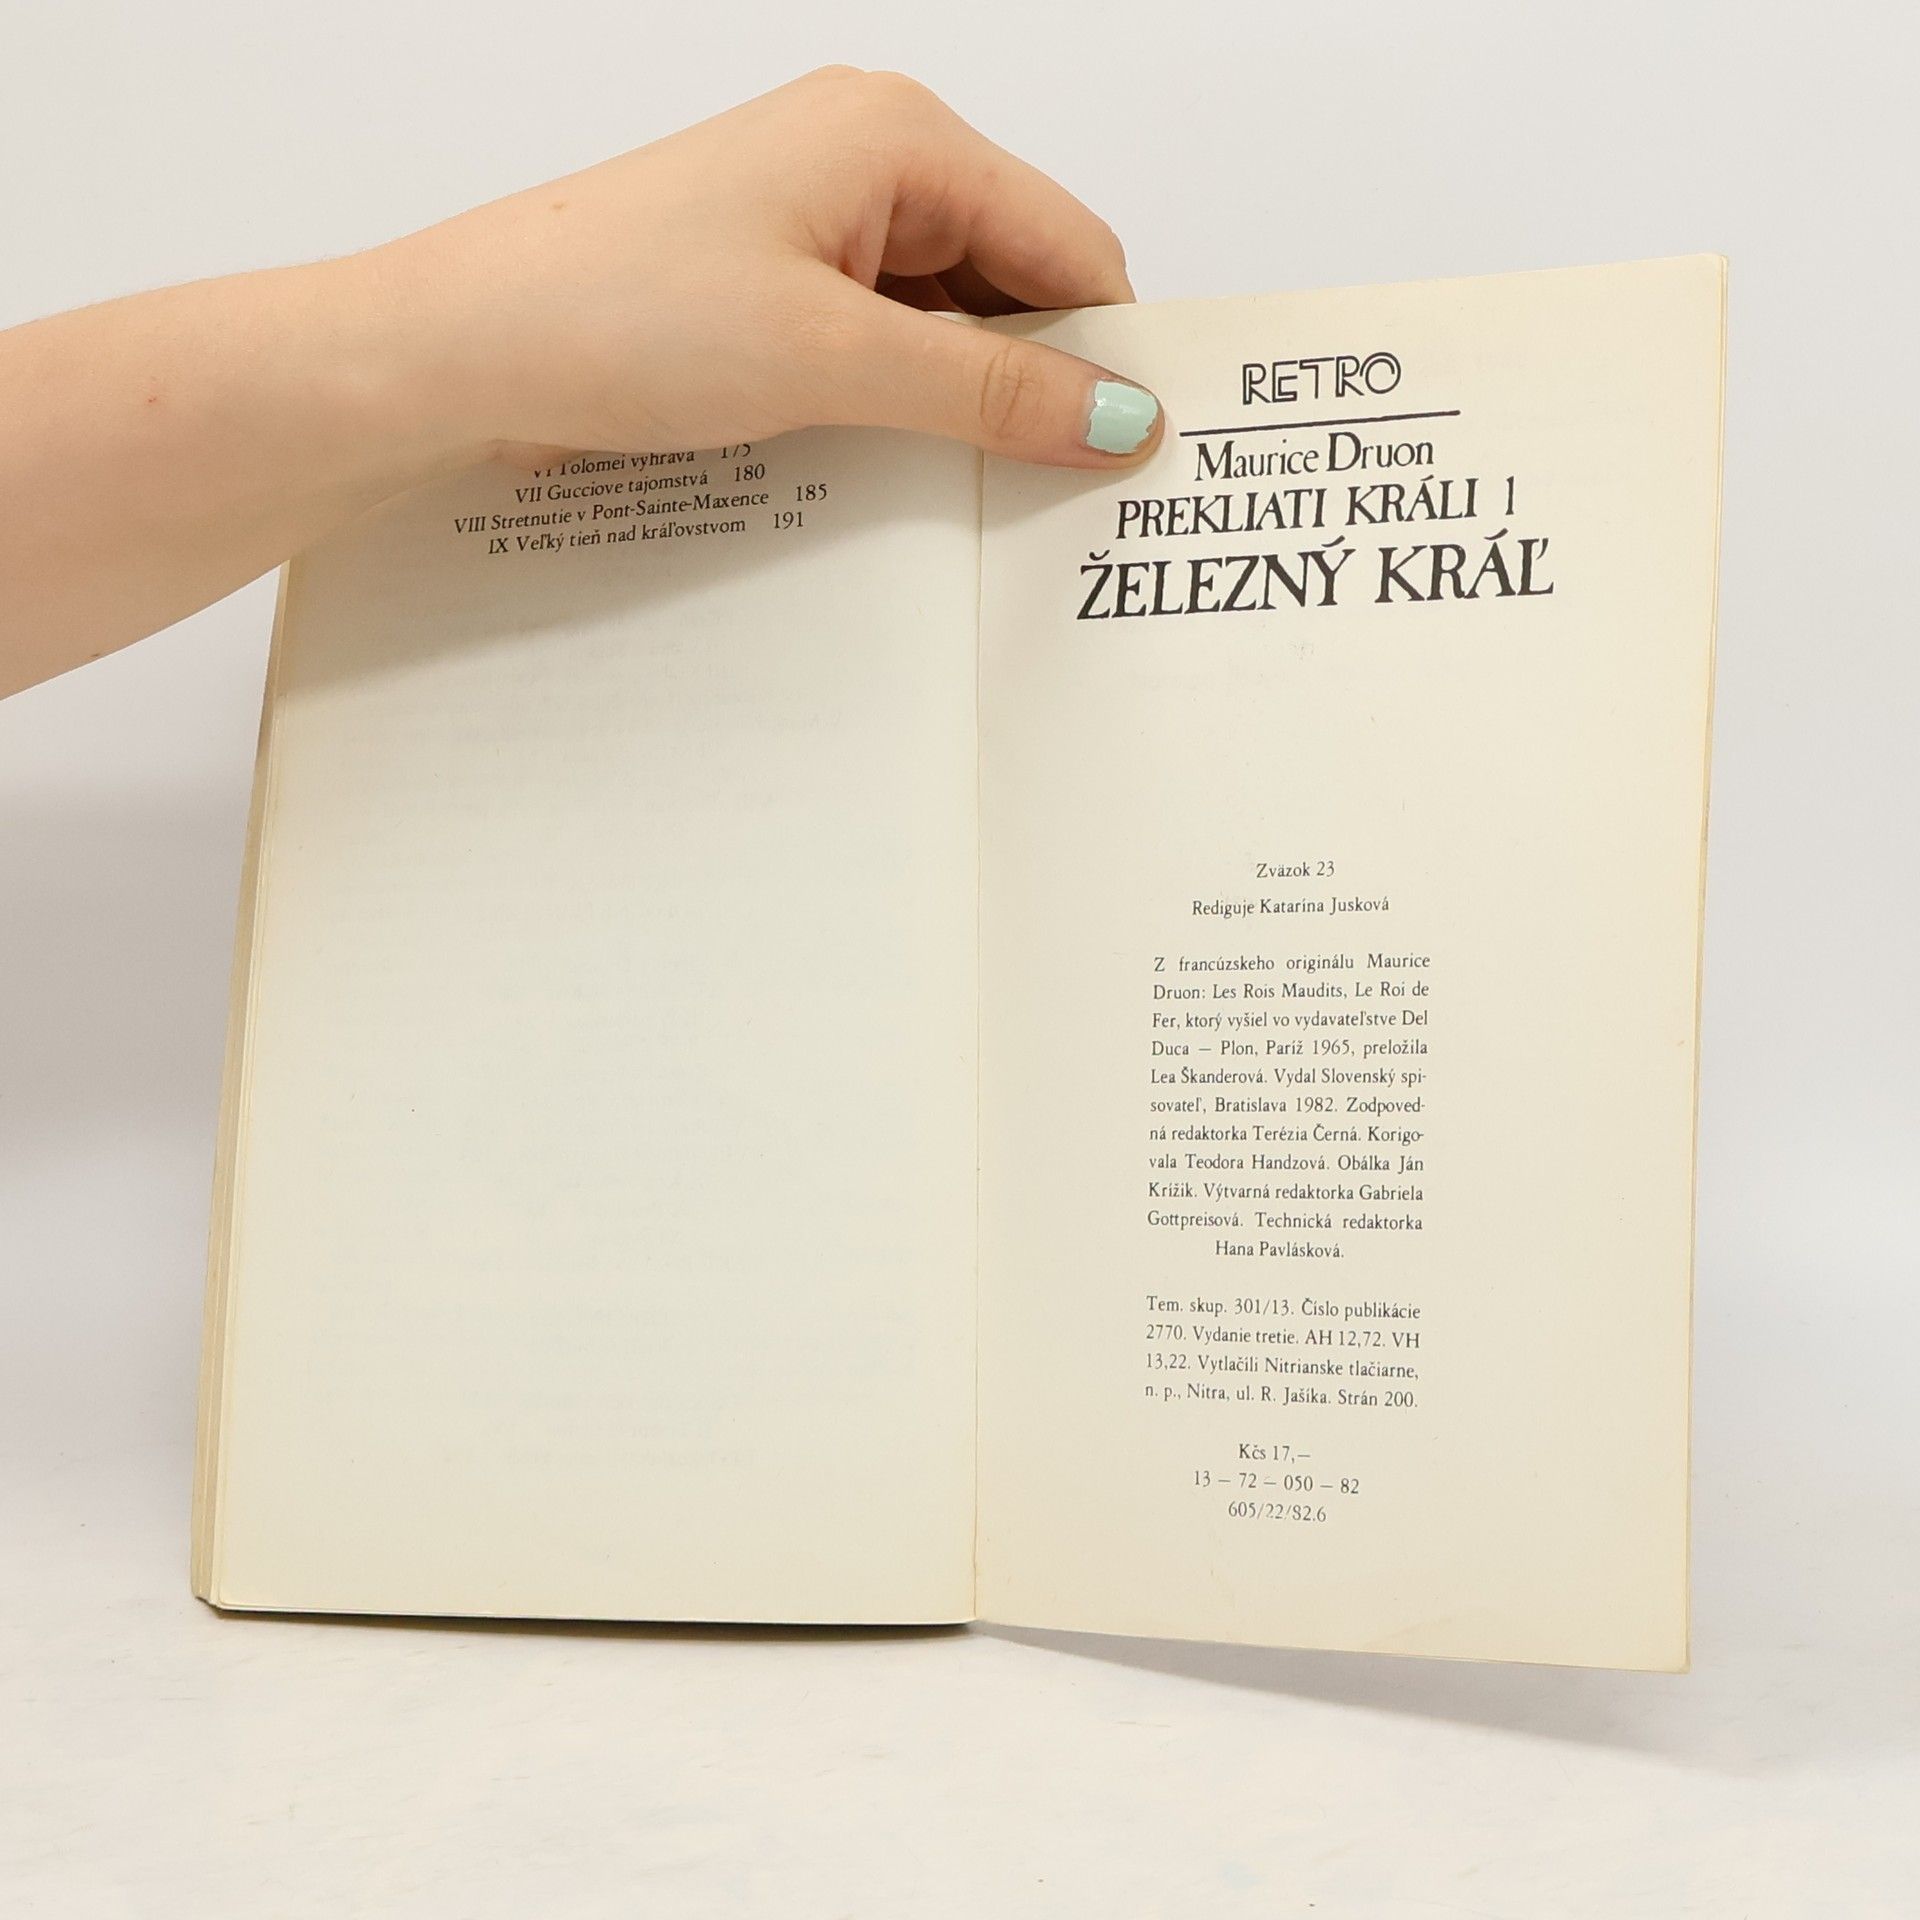 VI Tolomei vyhráva 175
VII Gucciove tajomstvá 180
VIII Stretnutie v Pont-Sainte-Maxence 185
IX Veľký tieň nad kráľovstvom 191
RETRO
Maurice Druon
PREKLIATI KRÁLI 1
ŽELEZNÝ KRÁĽ
Zväzok 23
Rediguje Katarína Jusková
Z francúzskeho originálu Maurice
Druon: Les Rois Maudits, Le Roi de
Fer, ktorý vyšiel vo vydavateľstve Del
Duca — Plon, Paríž 1965, preložila
Lea Škanderová. Vydal Slovenský spi-
sovateľ, Bratislava 1982. Zodpoved-
ná redaktorka Terézia Černá. Korigo-
vala Teodora Handzová. Obálka Ján
Krížik. Výtvarná redaktorka Gabriela
Gottpreisová. Technická redaktorka
Hana Pavlásková.
Tem. skup. 301/13. Číslo publikácie
2770. Vydanie tretie. AH 12,72. VH
13,22. Vytlačili Nitrianske tlačiarne,
n. p., Nitra, ul. R. Jašíka. Strán 200.
Kčs 17,—
13 — 72 — 050 — 82
605/22/82.6